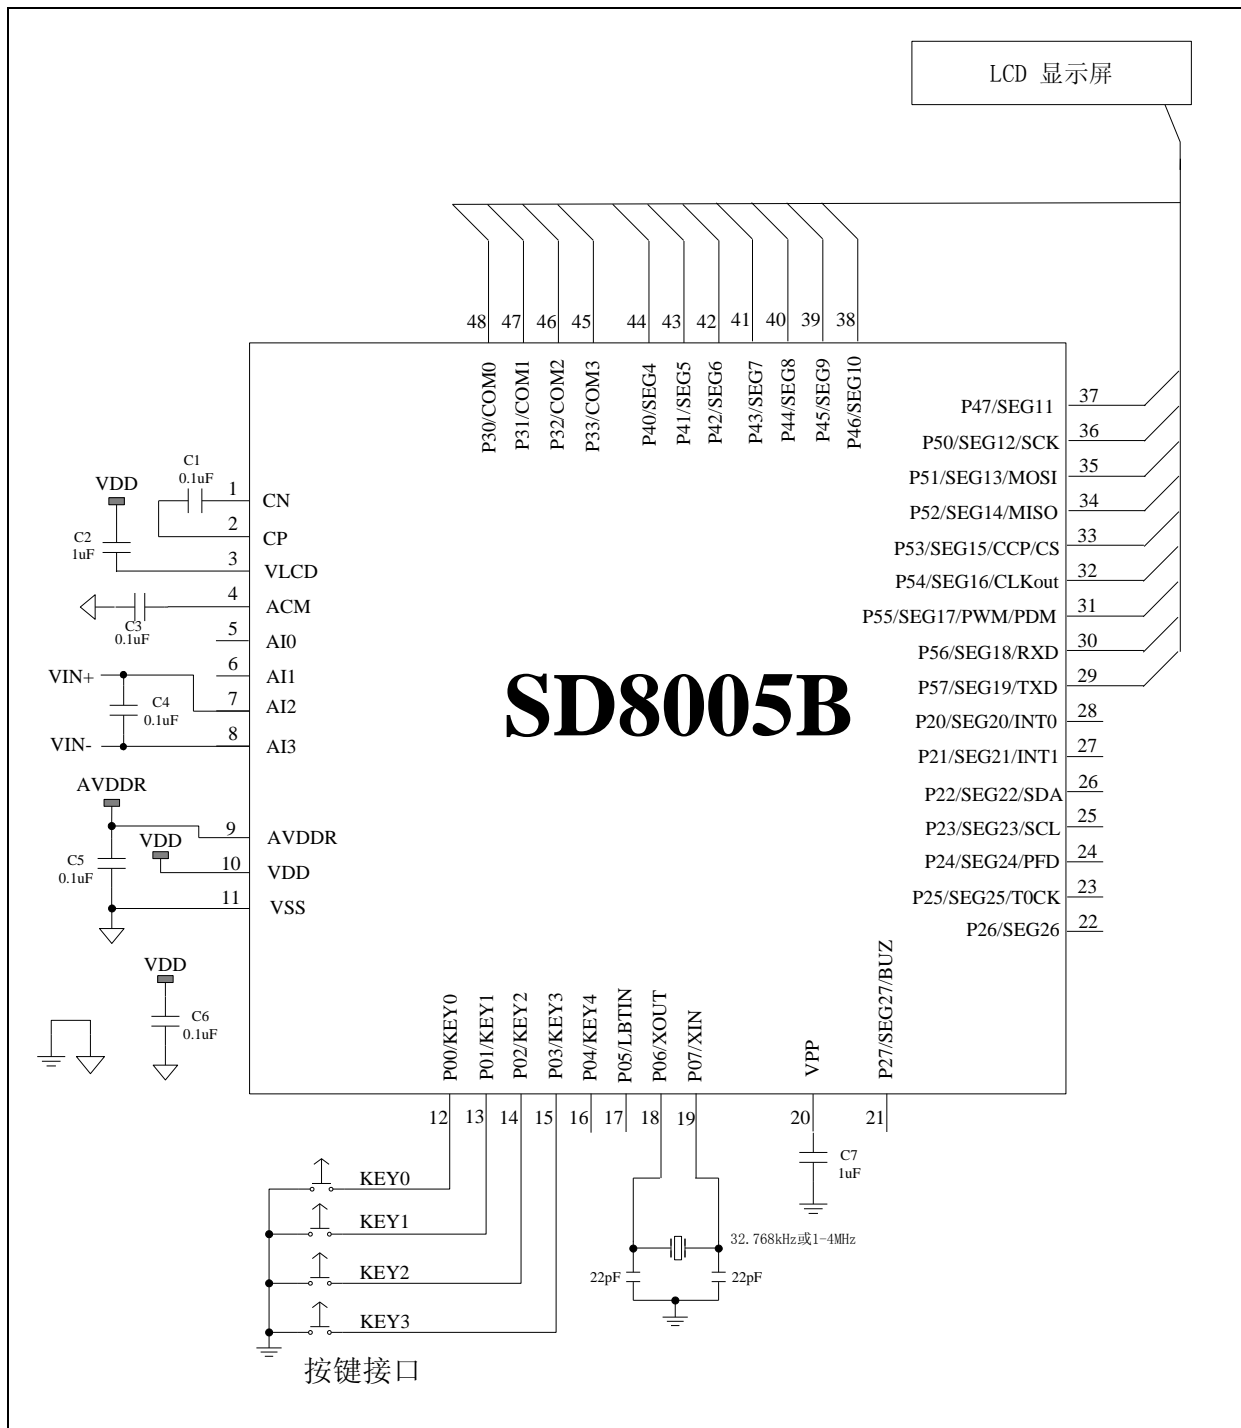 LCD 显示屏
48 47 46 45 44 43 42 41 40 39 38
P30/COM0
P31/COM1
P32/COM2
P33/COM3
P40/SEG4
P41/SEG5
P42/SEG6
P43/SEG7
P44/SEG8
P45/SEG9
P46/SEG10
P47/SEG11 37
P50/SEG12/SCK 36
P51/SEG13/MOSI 35
P52/SEG14/MISO 34
P53/SEG15/CCP/CS 33
P54/SEG16/CLKout 32
P55/SEG17/PWM/PDM 31
P56/SEG18/RXD 30
P57/SEG19/TXD 29
P20/SEG20/INT0 28
P21/SEG21/INT1 27
P22/SEG22/SDA 26
P23/SEG23/SCL 25
P24/SEG24/PFD 24
P25/SEG25/T0CK 23
P26/SEG26 22
C1
0.1uF
VDD
1 CN
2 CP
C2
1uF
3 VLCD
4 ACM
C3
0.1uF
5 AI0
6 AI1
VIN+
7 AI2
C4
0.1uF
VIN-
8 AI3
SD8005B
AVDDR
9 AVDDR
VDD
10 VDD
C5
0.1uF
11 VSS
VDD
C6
0.1uF
P00/KEY0
P01/KEY1
P02/KEY2
P03/KEY3
P04/KEY4
P05/LBTIN
P06/XOUT
P07/XIN
VPP
P27/SEG27/BUZ
12 13 14 15 16 17 18 19 20 21
C7
1uF
KEY0
KEY1
KEY2
KEY3
32.768kHz或1-4MHz
22pF 22pF
按键接口